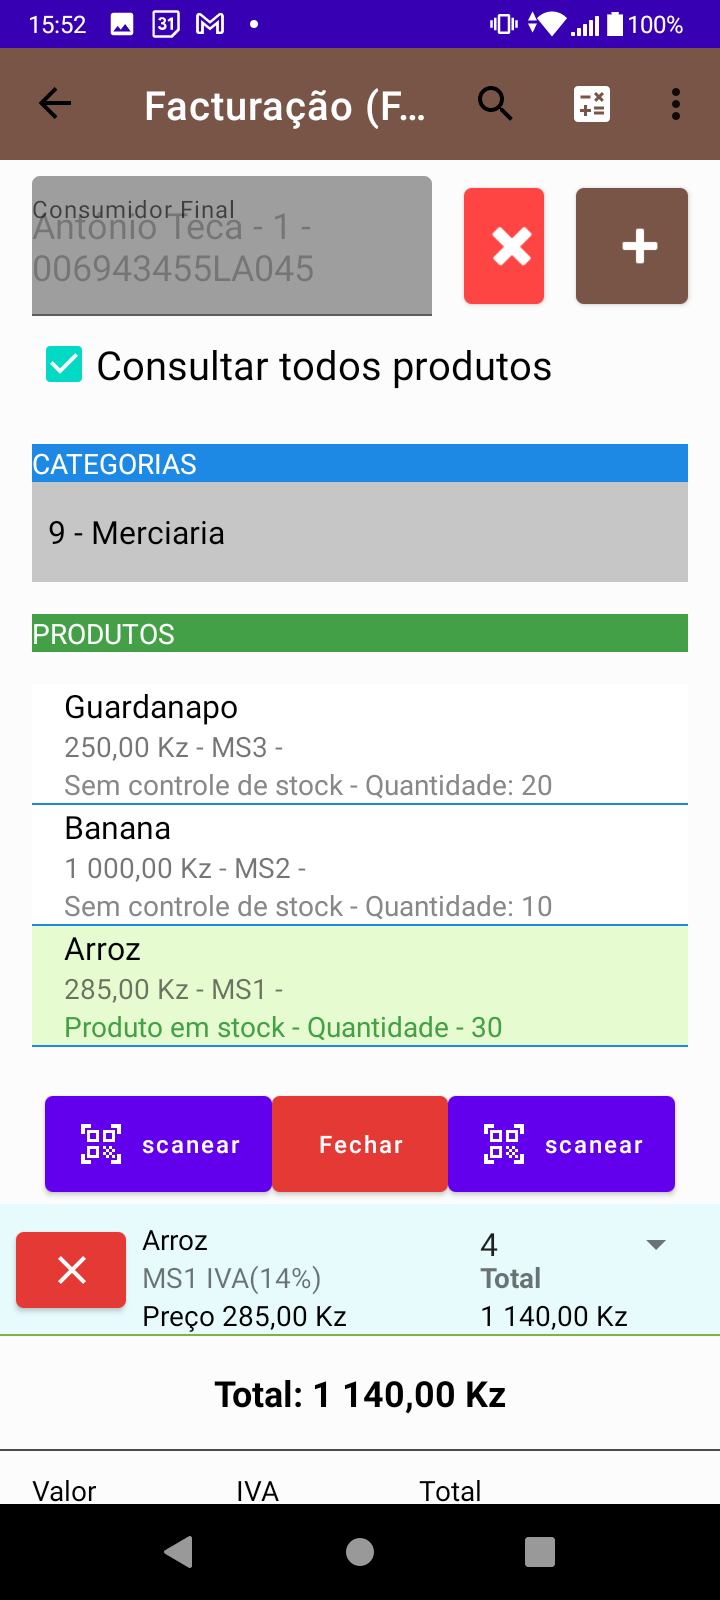 15:52 31 100%
Facturação (F...
Consumidor Final
António Teca - 1 -
006943455LA045
Consultar todos produtos
CATEGORIAS
9 - Merciaria
PRODUTOS
Guardanapo
250,00 Kz - MS3 -
Sem controle de stock - Quantidade: 20
Banana
1 000,00 Kz - MS2 -
Sem controle de stock - Quantidade: 10
Arroz
285,00 Kz - MS1 -
Produto em stock - Quantidade - 30
scanear Fechar scanear
Arroz 4
MS1 IVA(14%) Total
Preço 285,00 Kz 1 140,00 Kz
Total: 1 140,00 Kz
Valor IVA Total